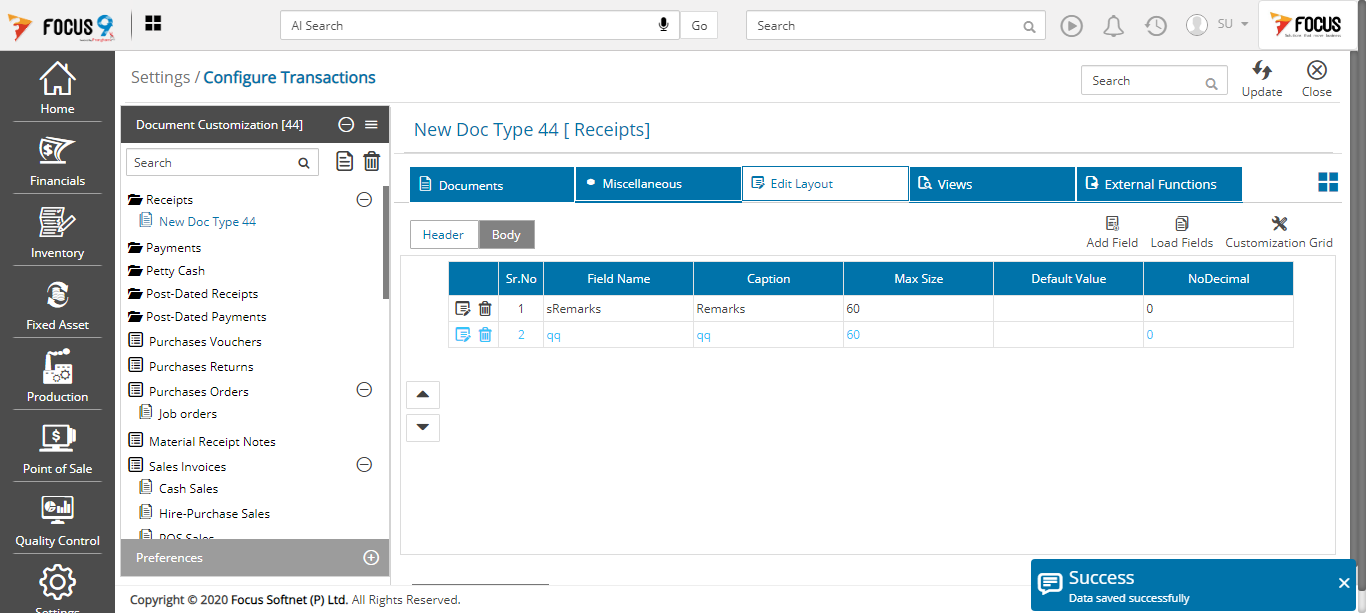 FOCUS 9
AI Search
Go
Search
SU
FOCUS
Settings / Configure Transactions
Search
Update
Close
Home
Financials
Inventory
Fixed Asset
Production
Point of Sale
Quality Control
Settings
Document Customization [44]
Search
Receipts
New Doc Type 44
Payments
Petty Cash
Post-Dated Receipts
Post-Dated Payments
Purchases Vouchers
Purchases Returns
Purchases Orders
Job orders
Material Receipt Notes
Sales Invoices
Cash Sales
Hire-Purchase Sales
POS Sales
Preferences
New Doc Type 44 [ Receipts]
Documents
Miscellaneous
Edit Layout
Views
External Functions
Header
Body
Add Field
Load Fields
Customization Grid
Sr.No Field Name Caption Max Size Default Value NoDecimal
1 sRemarks Remarks 60 0
2 qq qq 60 0
Copyright © 2020 Focus Softnet (P) Ltd. All Rights Reserved.
Success
Data saved successfully